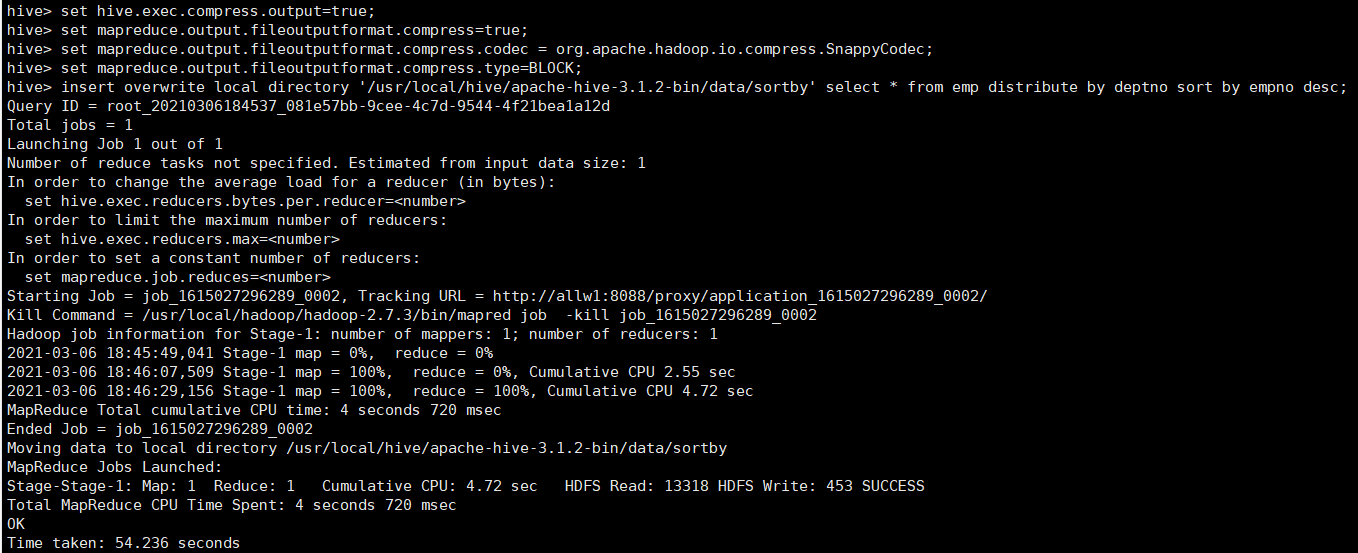 hive> set hive.exec.compress.output=true;
hive> set mapreduce.output.fileoutputformat.compress=true;
hive> set mapreduce.output.fileoutputformat.compress.codec = org.apache.hadoop.io.compress.SnappyCodec;
hive> set mapreduce.output.fileoutputformat.compress.type=BLOCK;
hive> insert overwrite local directory '/usr/local/hive/apache-hive-3.1.2-bin/data/sortby' select * from emp distribute by deptno sort by empno desc;
Query ID = root_20210306184537_081e57bb-9cee-4c7d-9544-4f21bea1a12d
Total jobs = 1
Launching Job 1 out of 1
Number of reduce tasks not specified. Estimated from input data size: 1
In order to change the average load for a reducer (in bytes):
  set hive.exec.reducers.bytes.per.reducer=<number>
In order to limit the maximum number of reducers:
  set hive.exec.reducers.max=<number>
In order to set a constant number of reducers:
  set mapreduce.job.reduces=<number>
Starting Job = job_1615027296289_0002, Tracking URL = http://allw1:8088/proxy/application_1615027296289_0002/
Kill Command = /usr/local/hadoop/hadoop-2.7.3/bin/mapred job  -kill job_1615027296289_0002
Hadoop job information for Stage-1: number of mappers: 1; number of reducers: 1
2021-03-06 18:45:49,041 Stage-1 map = 0%,  reduce = 0%
2021-03-06 18:46:07,509 Stage-1 map = 100%,  reduce = 0%, Cumulative CPU 2.55 sec
2021-03-06 18:46:29,156 Stage-1 map = 100%,  reduce = 100%, Cumulative CPU 4.72 sec
MapReduce Total cumulative CPU time: 4 seconds 720 msec
Ended Job = job_1615027296289_0002
Moving data to local directory /usr/local/hive/apache-hive-3.1.2-bin/data/sortby
MapReduce Jobs Launched:
Stage-Stage-1: Map: 1  Reduce: 1   Cumulative CPU: 4.72 sec   HDFS Read: 13318 HDFS Write: 453 SUCCESS
Total MapReduce CPU Time Spent: 4 seconds 720 msec
OK
Time taken: 54.236 seconds